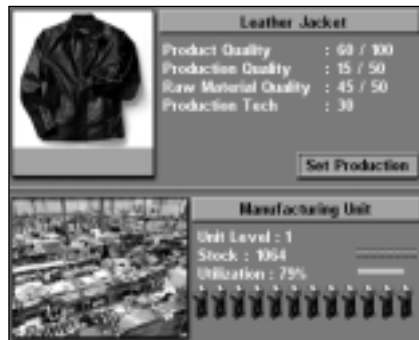 Leather Jacket
Product Quality : 60 / 100
Production Quality : 15 / 50
Raw Material Quality : 45 / 50
Production Tech : 30
Set Production
Manufacturing Unit
Unit Level : 1
Stock : 1064
Utilization : 79%